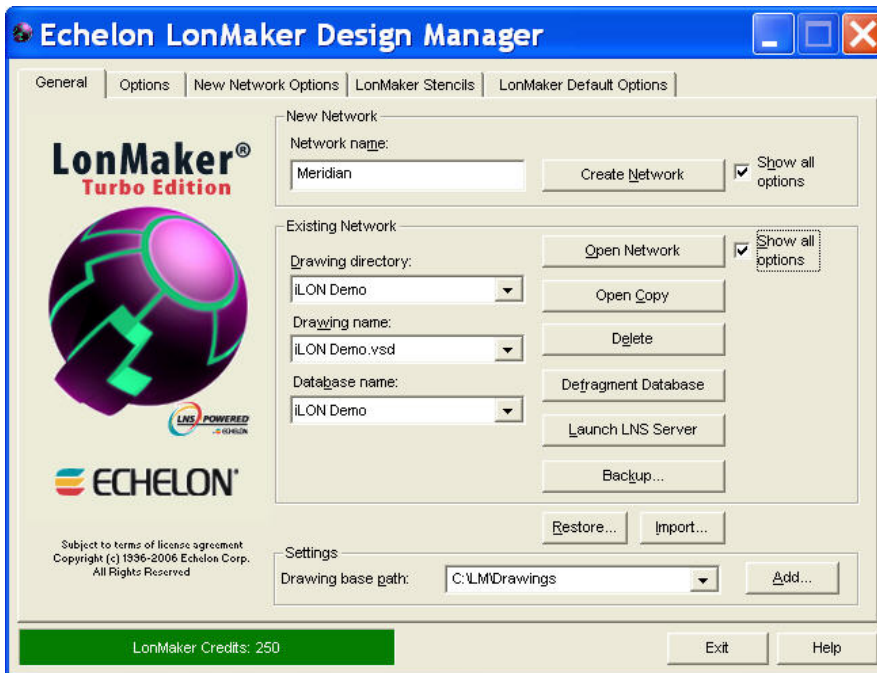 Echelon LonMaker Design Manager
General
Options
New Network Options
LonMaker Stencils
LonMaker Default Options
LonMaker®
Turbo Edition
LNS POWERED
BY ECHELON
ECHELON
Subject to terms of license agreement
Copyright (c) 1996-2006 Echelon Corp.
All Rights Reserved
New Network
Network name:
Meridian
Create Network
Show all
options
Existing Network
Drawing directory:
iLON Demo
Drawing name:
iLON Demo.vsd
Database name:
iLON Demo
Open Network
Show all
options
Open Copy
Delete
Defragment Database
Launch LNS Server
Backup...
Restore...
Import...
Settings
Drawing base path:
C:\LM\Drawings
Add...
LonMaker Credits: 250
Exit
Help